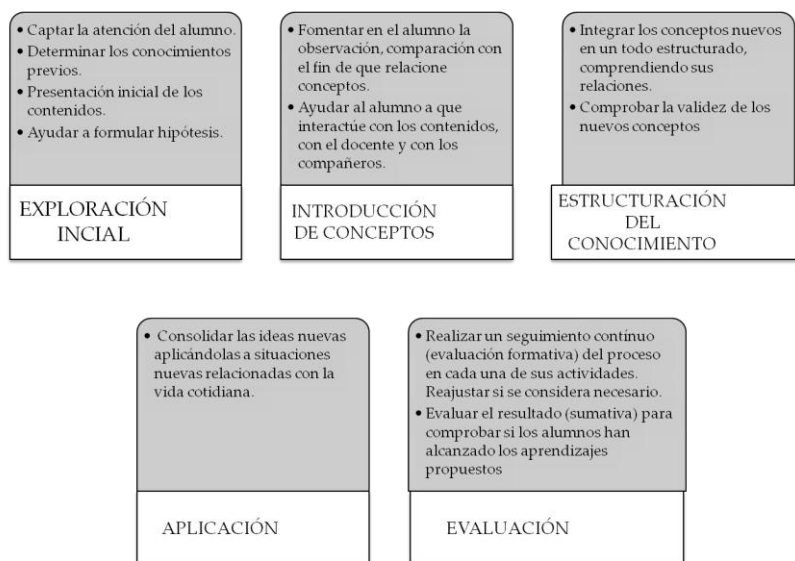 • Captar la atención del alumno.
• Determinar los conocimientos
previos.
• Presentación inicial de los
contenidos.
• Ayudar a formular hipótesis.
EXPLORACIÓN
INCIAL
• Fomentar en el alumno la
observación, comparación con
el fin de que relacione
conceptos.
• Ayudar al alumno a que
interactúe con los contenidos,
con el docente y con los
compañeros.
INTRODUCCIÓN
DE CONCEPTOS
• Integrar los conceptos nuevos
en un todo estructurado,
comprendiendo sus
relaciones.
• Comprobar la validez de los
nuevos conceptos
ESTRUCTURACIÓN
DEL
CONOCIMIENTO
• Consolidar las ideas nuevas
aplicándolas a situaciones
nuevas relacionadas con la
vida cotidiana.
APLICACIÓN
• Realizar un seguimiento contínuo
(evaluación formativa) del proceso
en cada una de sus actividades.
Reajustar si se considera necesario.
• Evaluar el resultado (sumativa) para
comprobar si los alumnos han
alcanzado los aprendizajes
propuestos
EVALUACIÓN